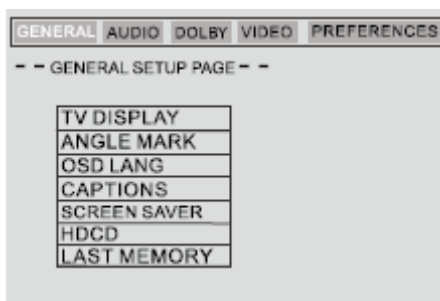 GENERAL AUDIO DOLBY VIDEO PREFERENCES
- - GENERAL SETUP PAGE - -
TV DISPLAY
ANGLE MARK
OSD LANG
CAPTIONS
SCREEN SAVER
HDCD
LAST MEMORY